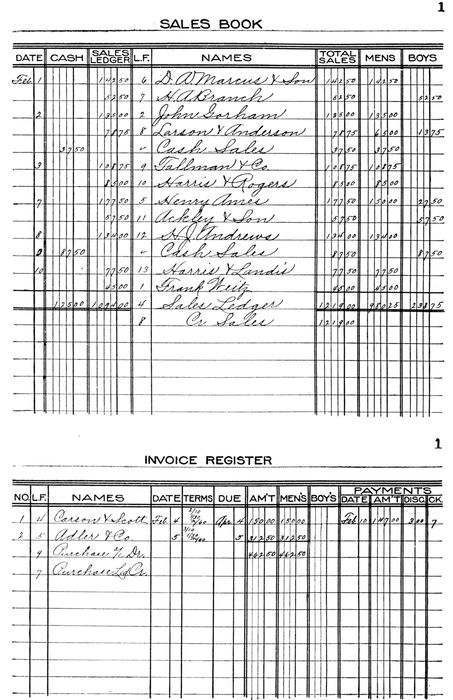 1
SALES BOOK
DATE CASH SALES LEDGER L.F. NAMES TOTAL SALES MENS BOYS
Feb 1 142 50 6 D. A. Marcus & Son 142 50 142 50
52 50 7 H. A. Branch 52 50 52 50
2 135 00 2 John Gorham 135 00 135 00
78 75 8 Larson & Anderson 78 75 65 00 13 75
37 50 ✓ Cash Sales 37 50 37 50
3 108 75 9 Tallman & Co. 108 75 108 75
85 00 10 Harris & Rogers 85 00 85 00
7 177 50 5 Henry Ames 177 50 150 00 27 50
57 50 11 Ackley & Son 57 50 57 50
8 134 00 12 H. J. Andrews 134 00 134 00
87 50 ✓ Cash Sales 87 50 87 50
10 77 50 13 Harris & Landis 77 50 77 50
45 00 1 Frank Weitz 45 00 45 00
125 00 1094 00 4 Sales Ledger 1219 00 980 25 238 75
8 Cr. Sales 1219 00
1
INVOICE REGISTER
PAYMENTS
NO. L.F. NAMES DATE TERMS DUE AM'T MEN'S BOY'S DATE AM'T DISC. CK.
1 4 Carson & Scott Feb 4 2/10 Apr. 4 150 00 150 00 Feb 10 147 00 3 00 7
2 5 Adler & Co. 5 5 312 50 312 50
9 Purchase a/c Dr. 462 50 462 50
7 Purchase Led Cr.